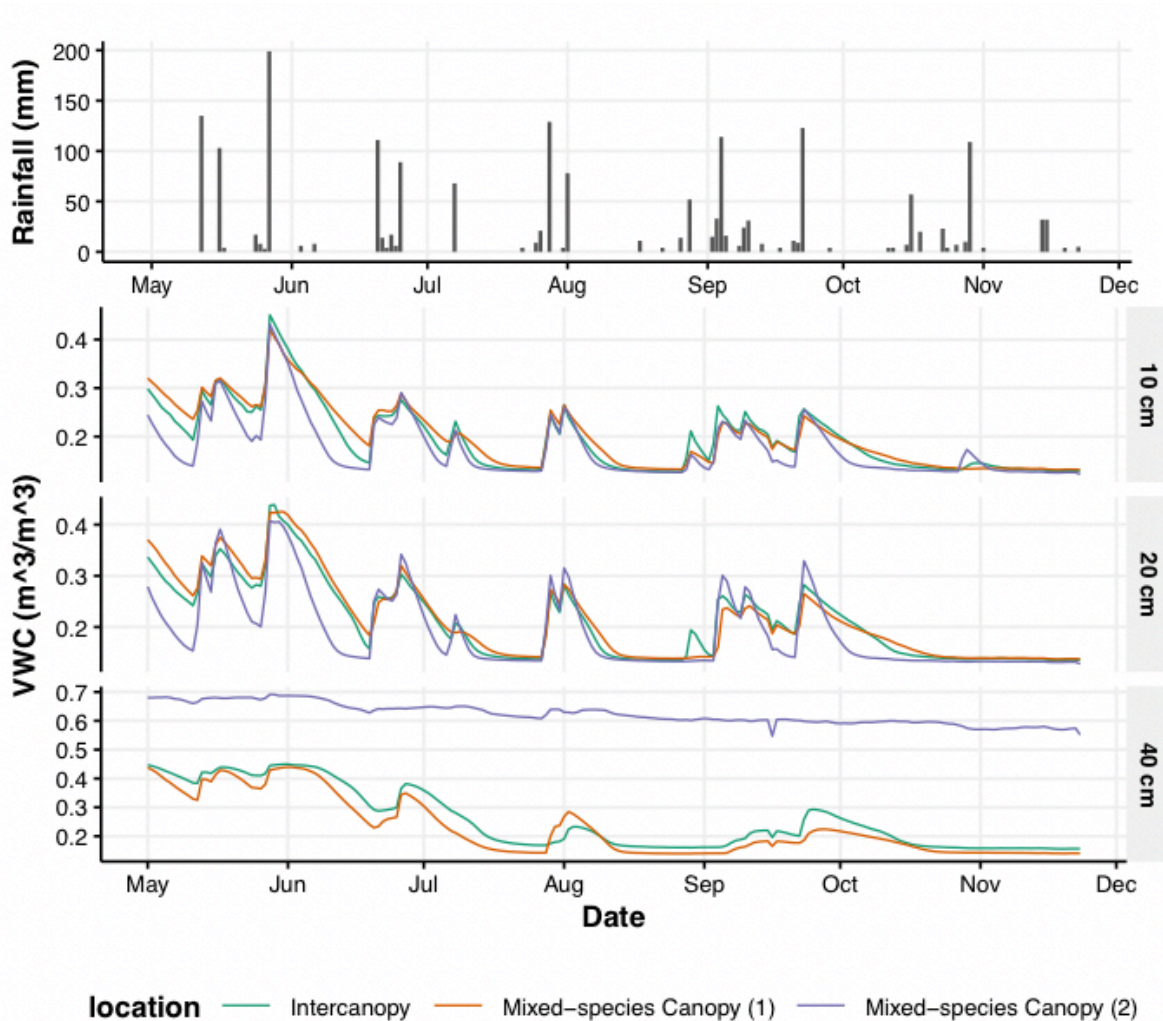 Rainfall (mm)
200
150
100
50
0
May Jun Jul Aug Sep Oct Nov Dec
VWC (m^3/m^3)
0.4
0.3
0.2
10 cm
0.4
0.3
0.2
20 cm
0.7
0.6
0.5
0.4
0.3
0.2
40 cm
May Jun Jul Aug Sep Oct Nov Dec
Date
location Intercanopy Mixed−species Canopy (1) Mixed−species Canopy (2)